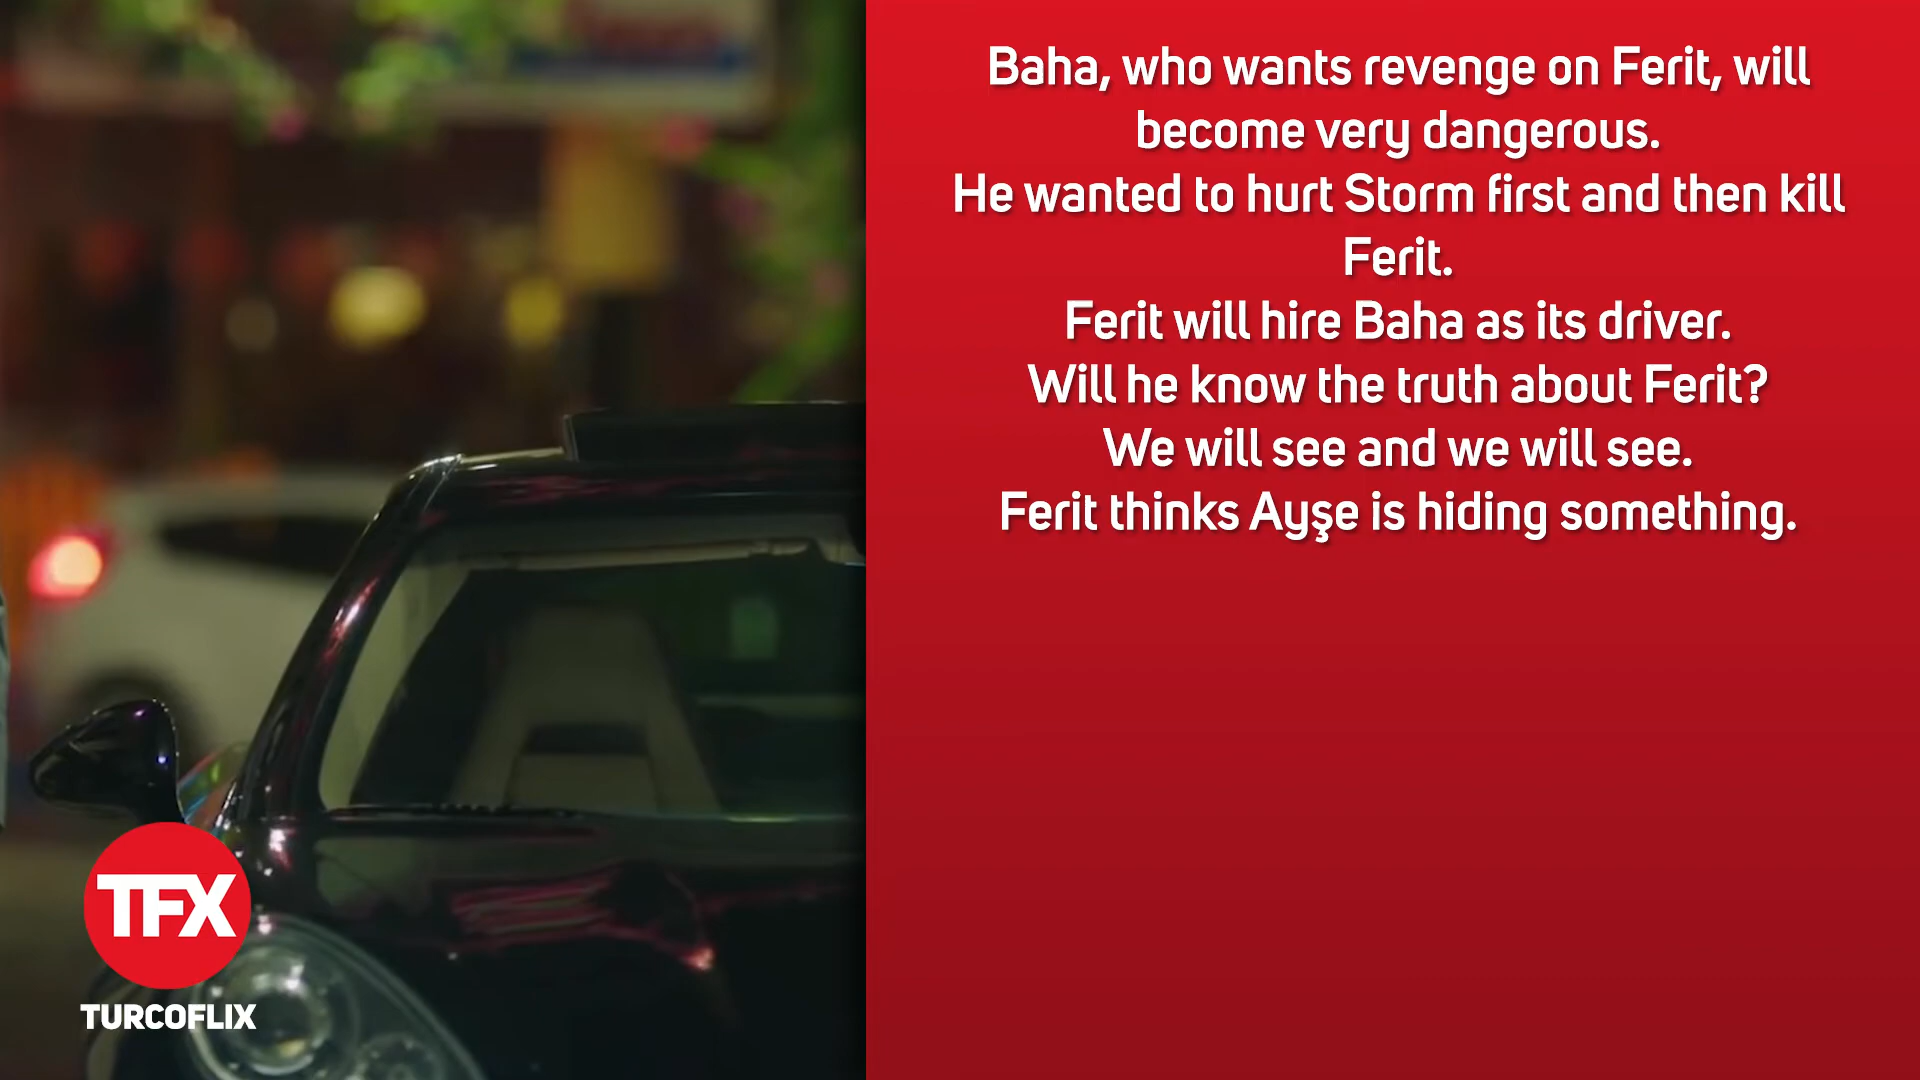 Baha, who wants revenge on Ferit, will
become very dangerous.
He wanted to hurt Storm first and then kill
Ferit.
Ferit will hire Baha as its driver.
Will he know the truth about Ferit?
We will see and we will see.
Ferit thinks Ayşe is hiding something.
TFX
TURCOFLIX